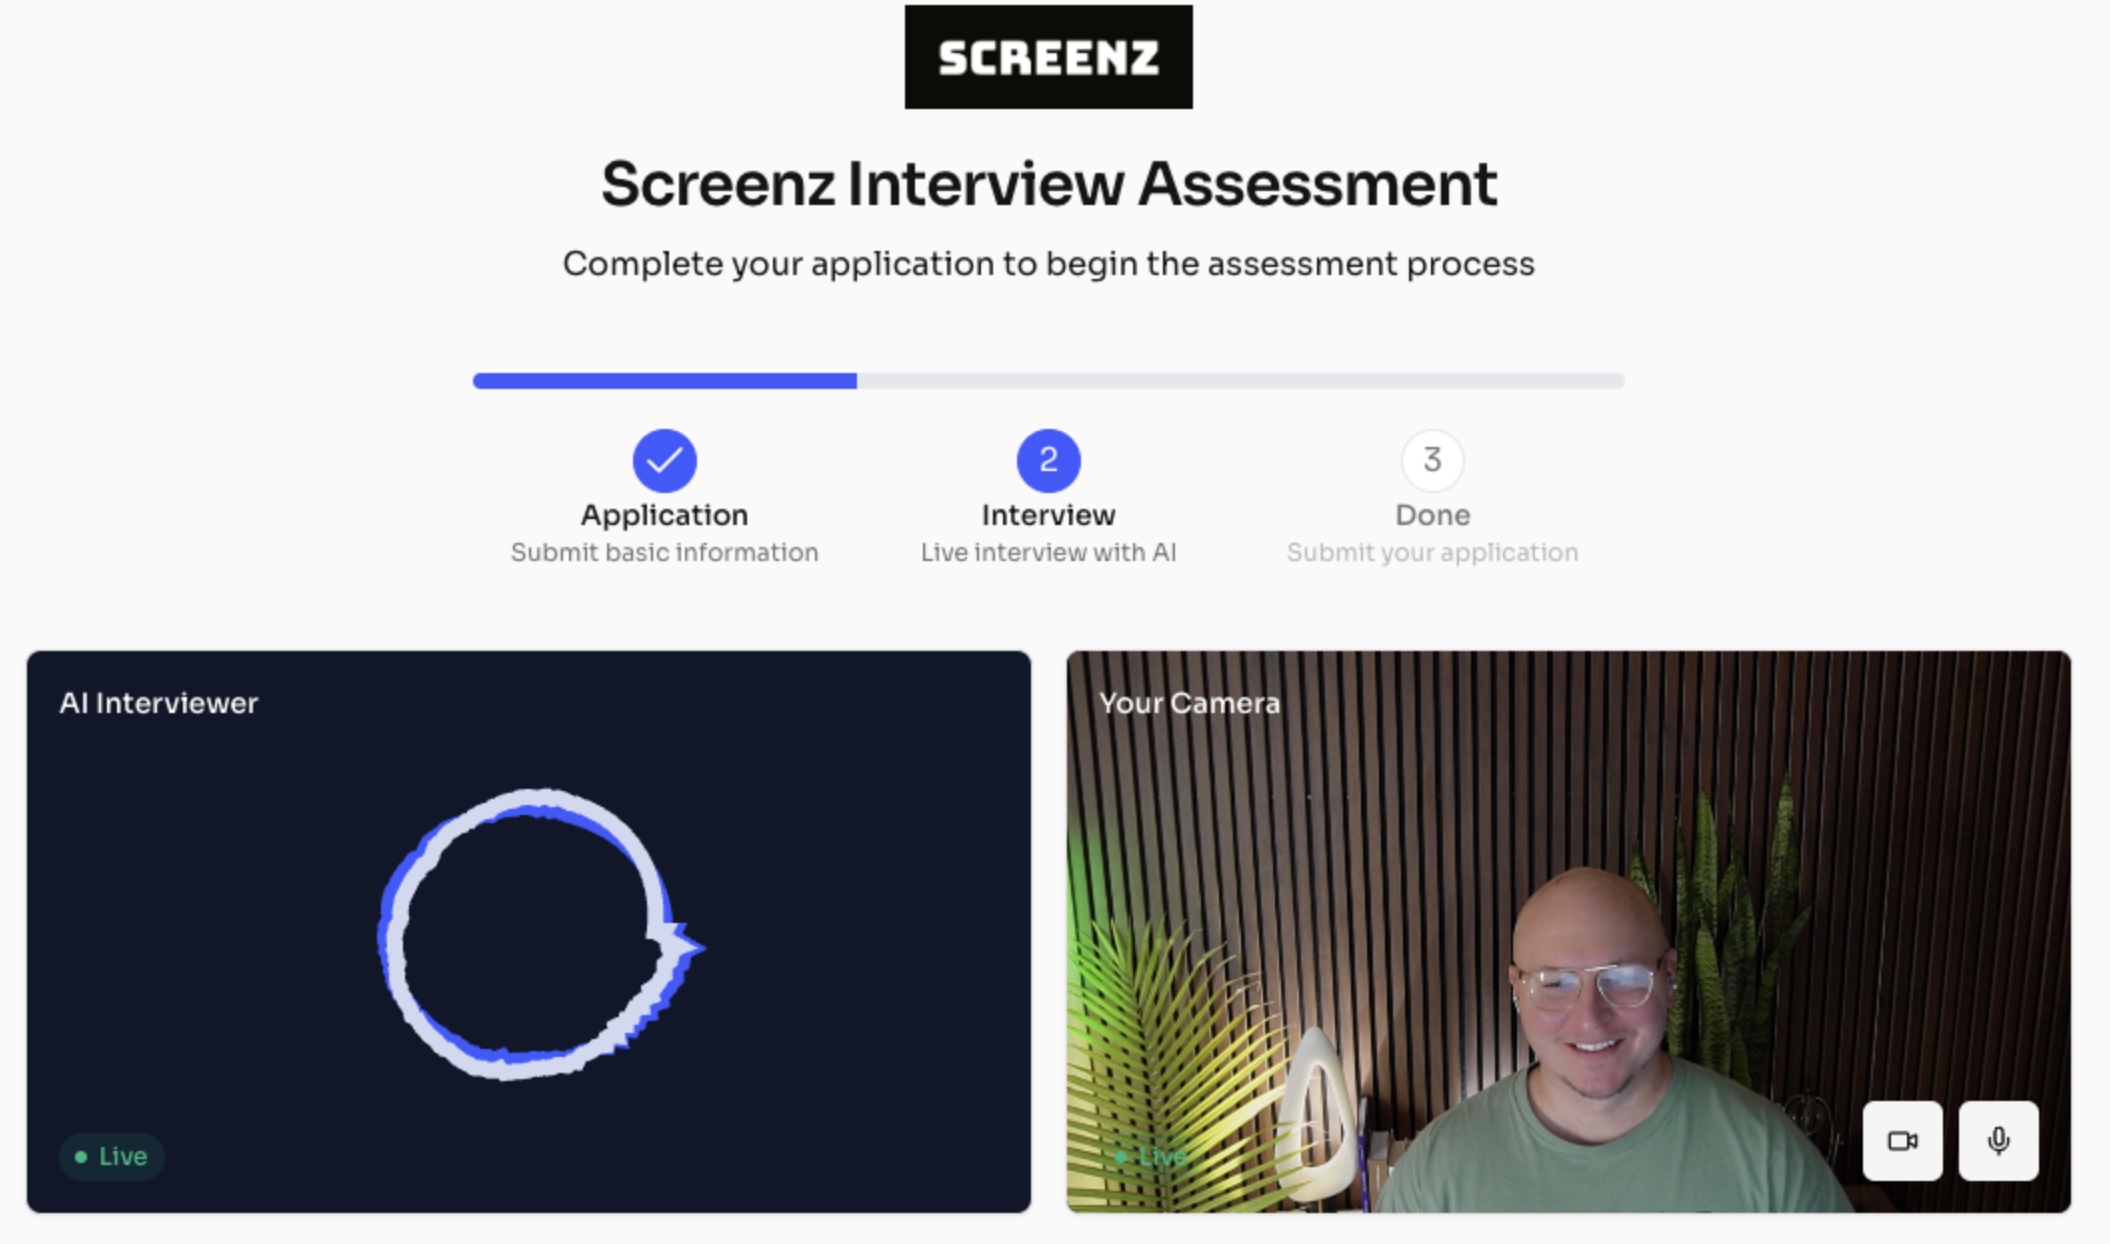 SCREENZ
Screenz Interview Assessment
Complete your application to begin the assessment process
2
3
Application
Interview
Done
Submit basic information
Live interview with AI
Submit your application
AI Interviewer
Your Camera
Live
Live